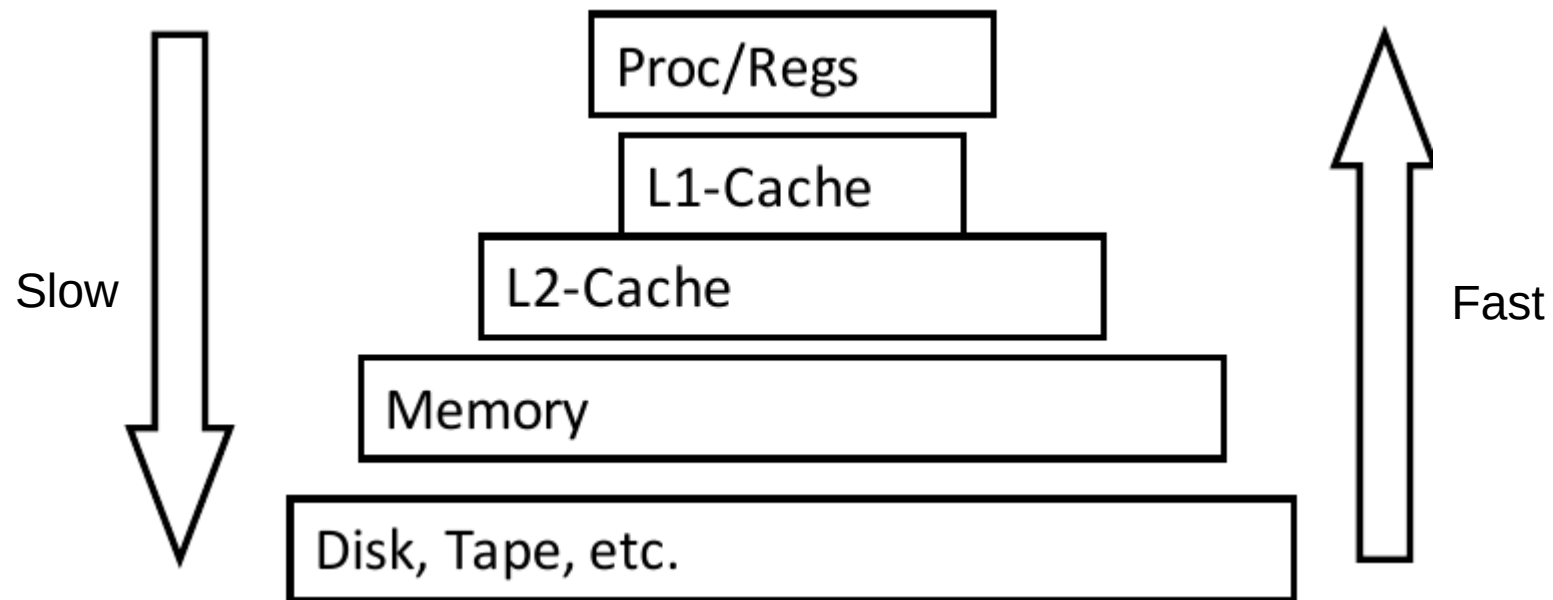 Proc/Regs
L1-Cache
L2-Cache
Slow
Fast
Memory
Disk, Tape, etc.